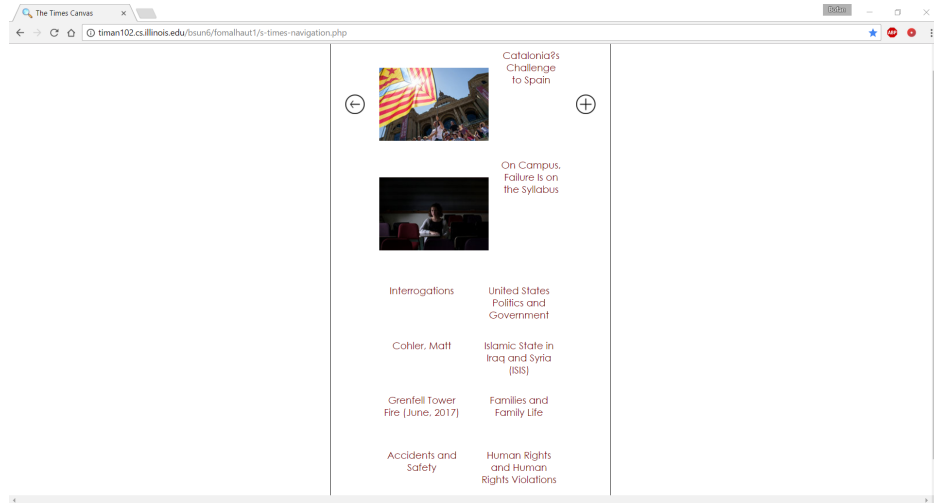 The Times Canvas
timan102.cs.illinois.edu/bsun6/fomalhaut1/s-times-navigation.php
ABP
Catalonia?s
Challenge
to Spain
On Campus,
Failure Is on
the Syllabus
Interrogations
United States
Politics and
Government
Cohler, Matt
Islamic State in
Iraq and Syria
(ISIS)
Grenfell Tower
Fire (June, 2017)
Families and
Family Life
Accidents and
Safety
Human Rights
and Human
Rights Violations